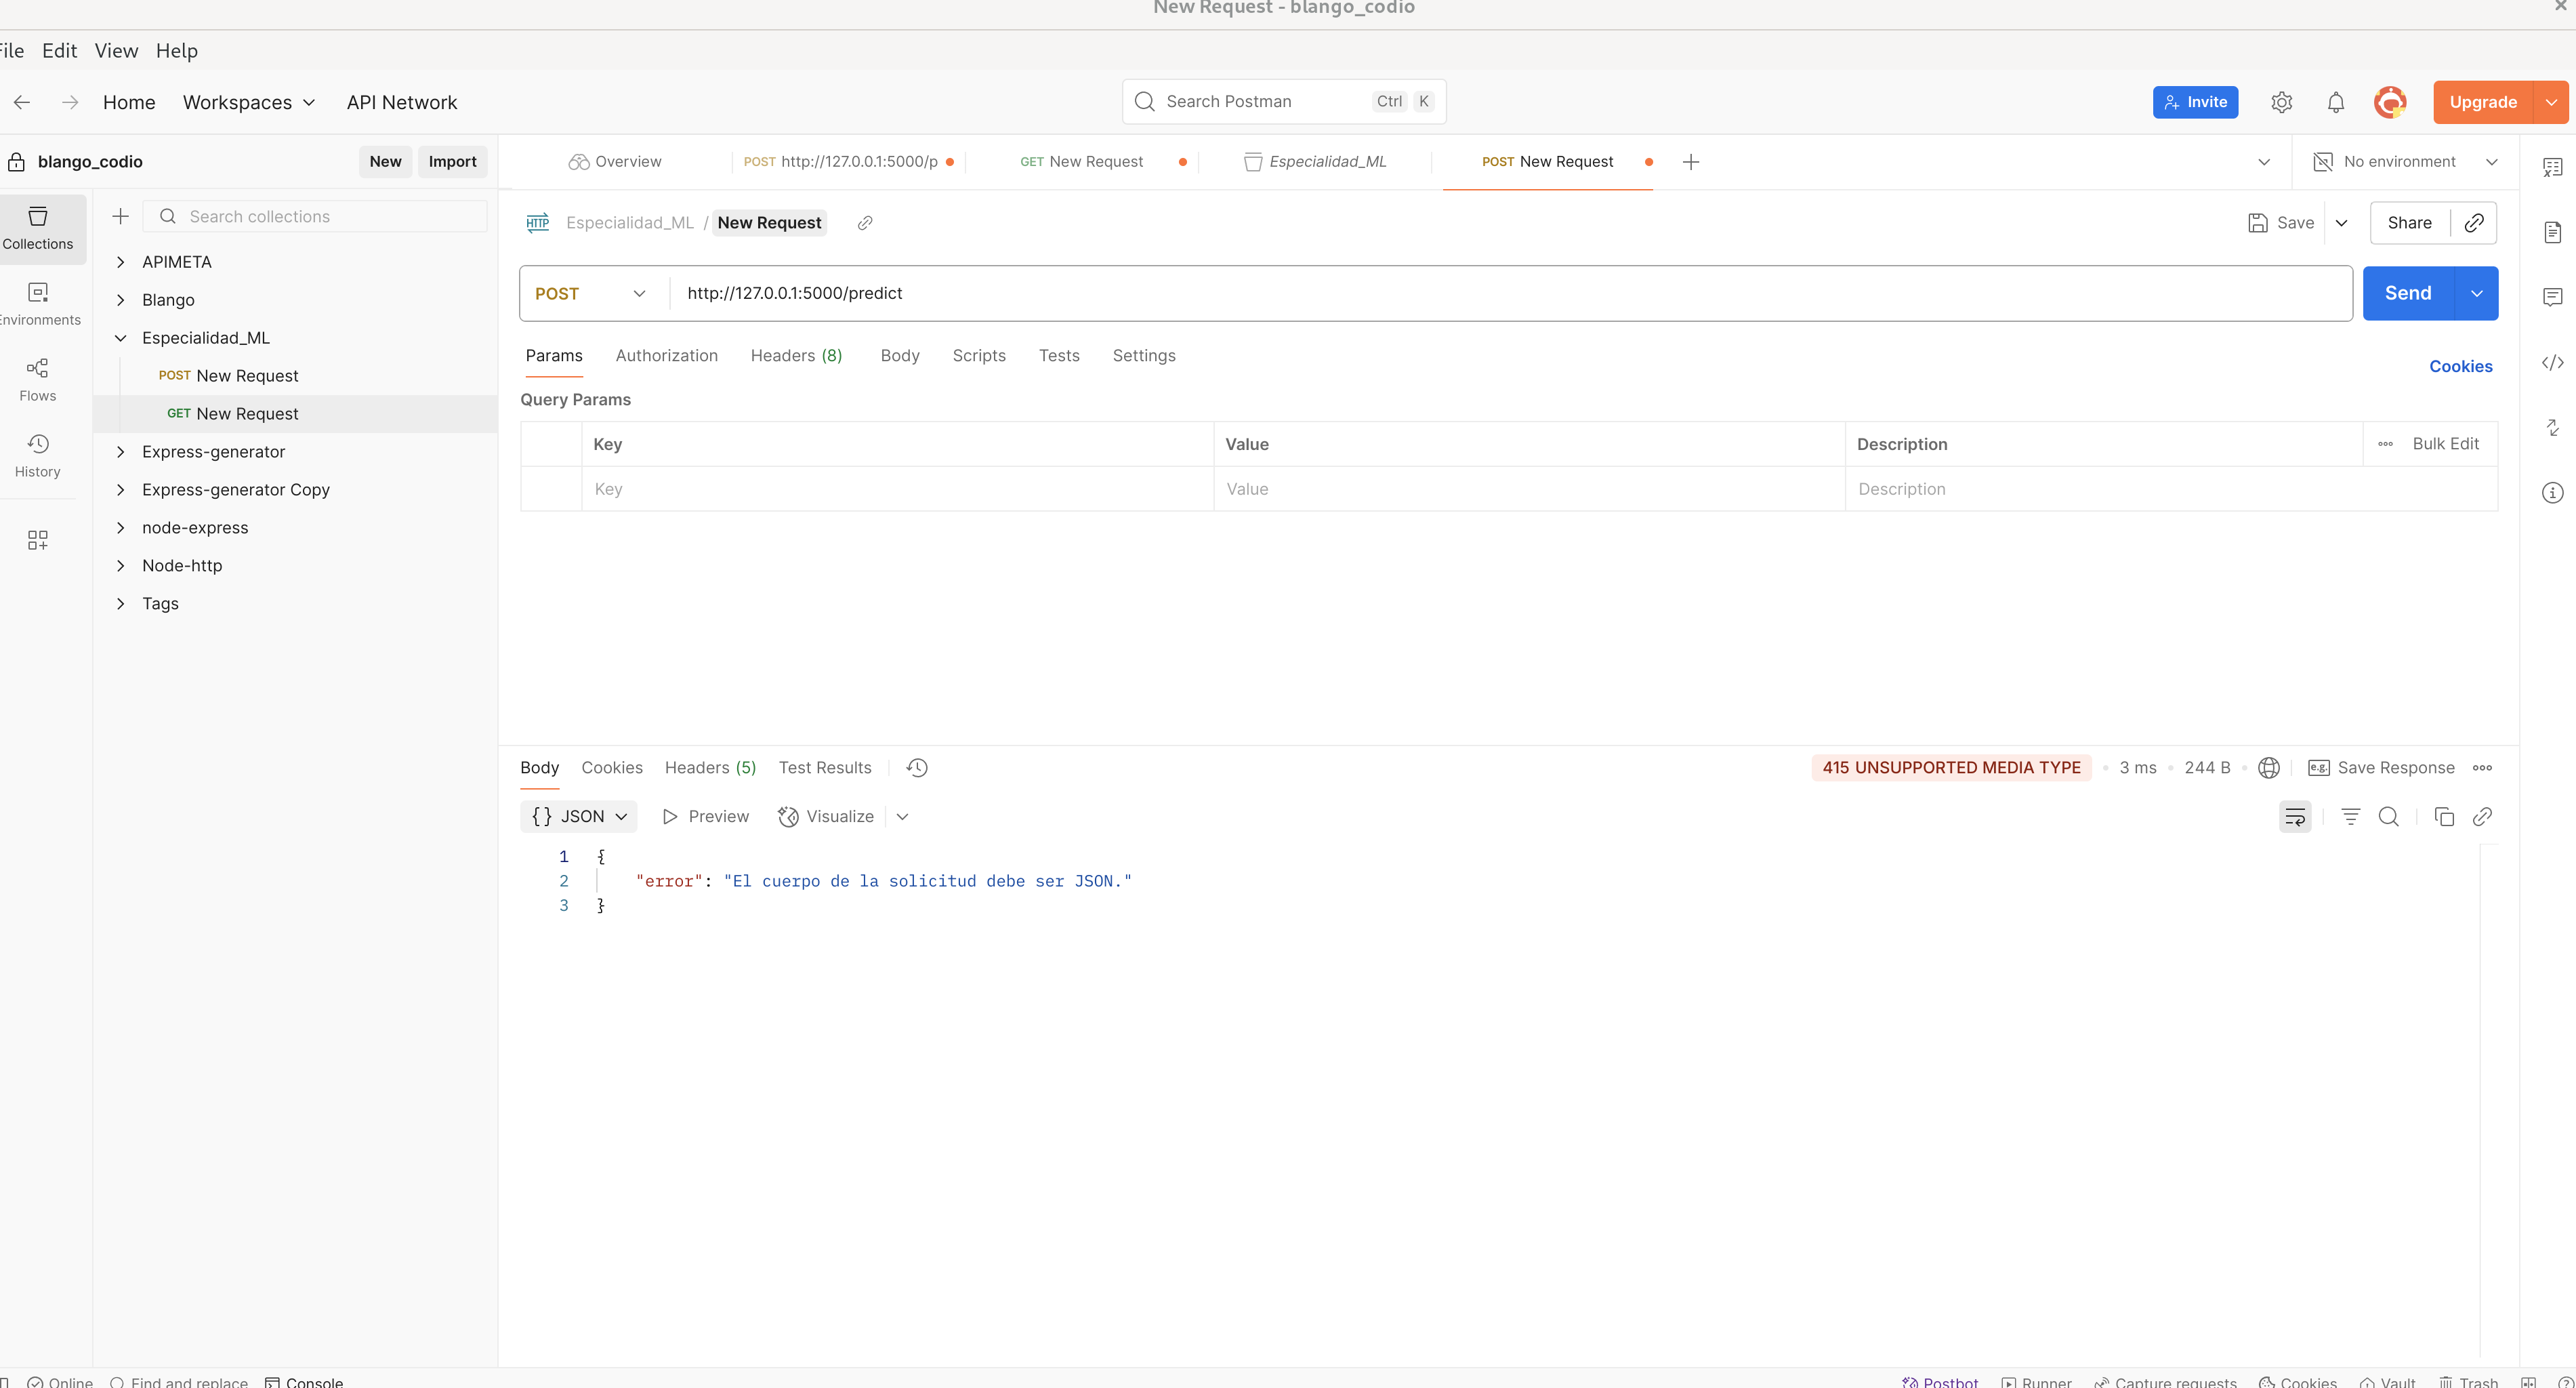 New Request - blango_codio
File Edit View Help
Home Workspaces API Network
Search Postman Ctrl K
Invite
Upgrade
blango_codio New Import
Overview
POST http://127.0.0.1:5000/p
GET New Request
Especialidad_ML
POST New Request
No environment
Collections
Environments
Flows
History
Search collections
APIMETA
Blango
Especialidad_ML
POST New Request
GET New Request
Express-generator
Express-generator Copy
node-express
Node-http
Tags
HTTP Especialidad_ML / New Request
Save
Share
POST http://127.0.0.1:5000/predict
Send
Params Authorization Headers (8) Body Scripts Tests Settings
Cookies
Query Params
Key Value Description Bulk Edit
Key Value Description
Body Cookies Headers (5) Test Results
415 UNSUPPORTED MEDIA TYPE 3 ms 244 B e.g. Save Response
{} JSON Preview Visualize
1 {
2 "error": "El cuerpo de la solicitud debe ser JSON."
3 }
Online Find and replace Console
Postbot Runner Capture requests Cookies Vault Trash